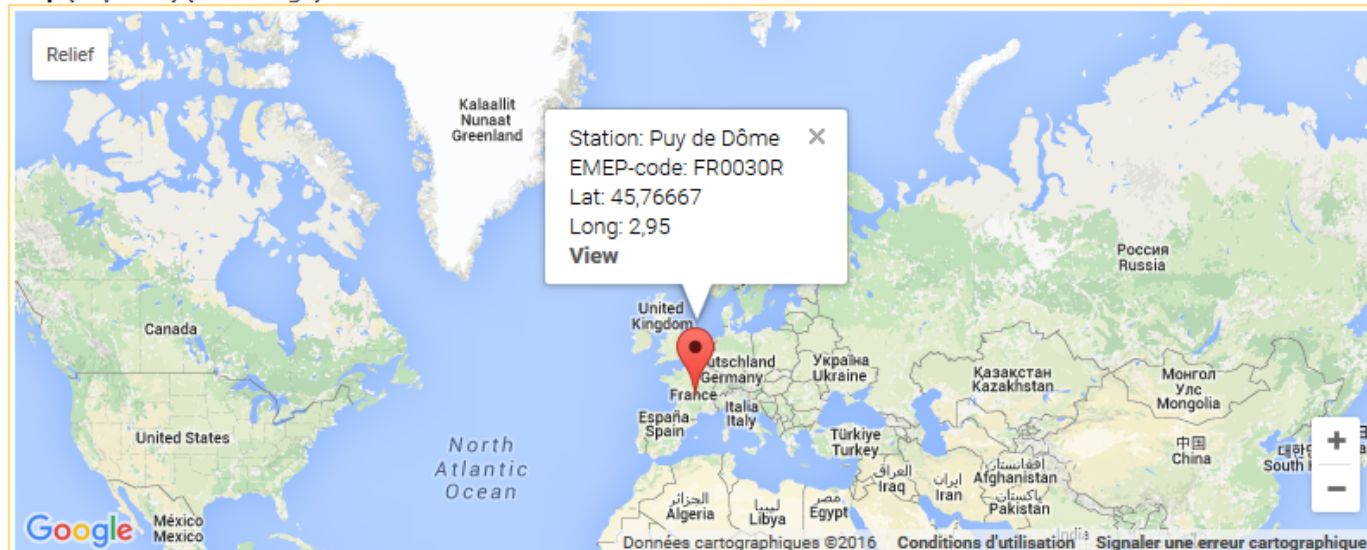 Relief
Kalaallit
Nunaat
Greenland
Station: Puy de Dôme
EMEP-code: FR0030R
Lat: 45,76667
Long: 2,95
View
Россия
Russia
United
Kingdom
Canada
utschland
Germany
Україна
Ukraine
Қазақстан
Kazakhstan
Монгол
Улс
Mongolia
France
Italia
Italy
España
Spain
United States
North
Atlantic
Ocean
Türkiye
Turkey
中国
China
South
العراق
Iraq
ایران
Iran
افغانستان
Afghanistan
پاکستان
Pakistan
الجزائر
Algeria
ليبيا
Libya
مصر
Egypt
+
−
Google
México
Mexico
India
Données cartographiques ©2016 Conditions d'utilisation Signaler une erreur cartographique